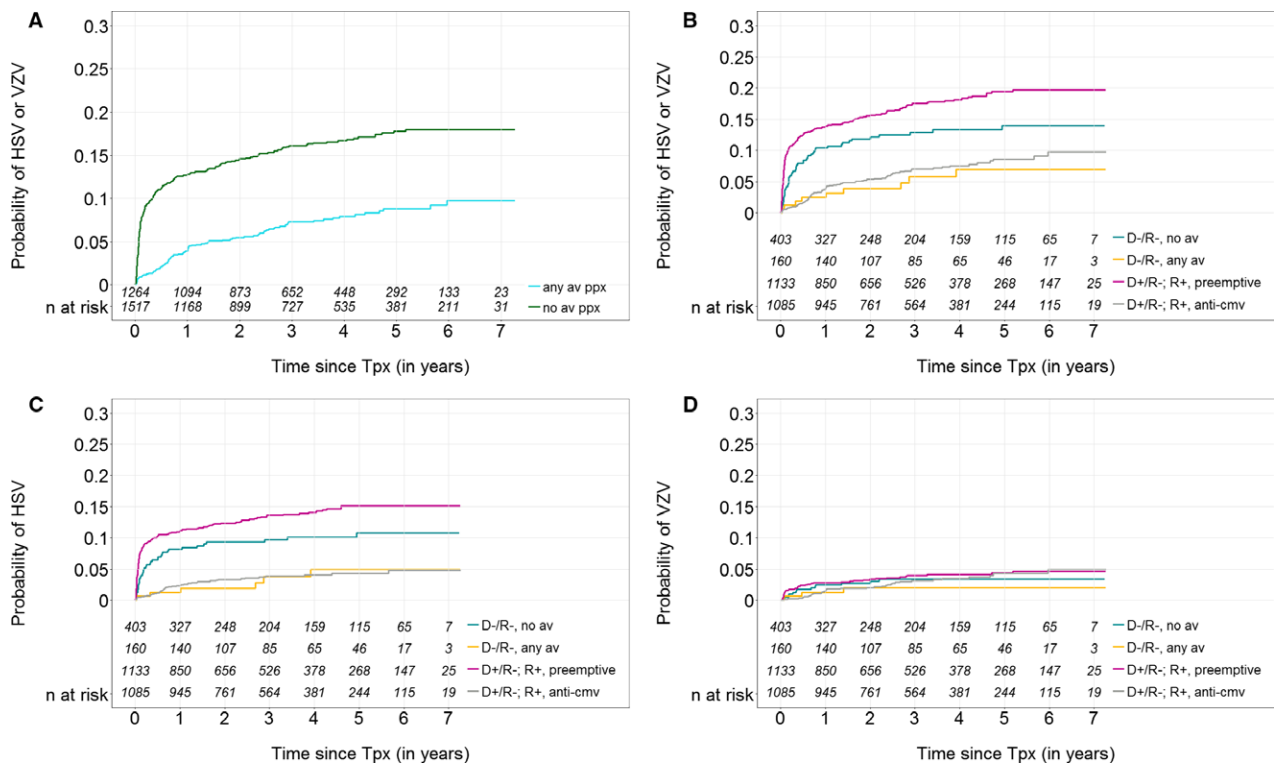 A
Probability of HSV or VZV
0.3
0.25
0.2
0.15
0.1
0.05
0
1264 1094 873 652 448 292 133 23 any av ppx
n at risk 1517 1168 899 727 535 381 211 31 no av ppx
0 1 2 3 4 5 6 7
Time since Tpx (in years)
B
Probability of HSV or VZV
0.3
0.25
0.2
0.15
0.1
0.05
0
403 327 248 204 159 115 65 7 D-/R-, no av
160 140 107 85 65 46 17 3 D-/R-, any av
1133 850 656 526 378 268 147 25 D+/R-; R+, preemptive
n at risk 1085 945 761 564 381 244 115 19 D+/R-; R+, anti-cmv
0 1 2 3 4 5 6 7
Time since Tpx (in years)
C
Probability of HSV
0.3
0.25
0.2
0.15
0.1
0.05
0
403 327 248 204 159 115 65 7 D-/R-, no av
160 140 107 85 65 46 17 3 D-/R-, any av
1133 850 656 526 378 268 147 25 D+/R-; R+, preemptive
n at risk 1085 945 761 564 381 244 115 19 D+/R-; R+, anti-cmv
0 1 2 3 4 5 6 7
Time since Tpx (in years)
D
Probability of VZV
0.3
0.25
0.2
0.15
0.1
0.05
0
403 327 248 204 159 115 65 7 D-/R-, no av
160 140 107 85 65 46 17 3 D-/R-, any av
1133 850 656 526 378 268 147 25 D+/R-; R+, preemptive
n at risk 1085 945 761 564 381 244 115 19 D+/R-; R+, anti-cmv
0 1 2 3 4 5 6 7
Time since Tpx (in years)